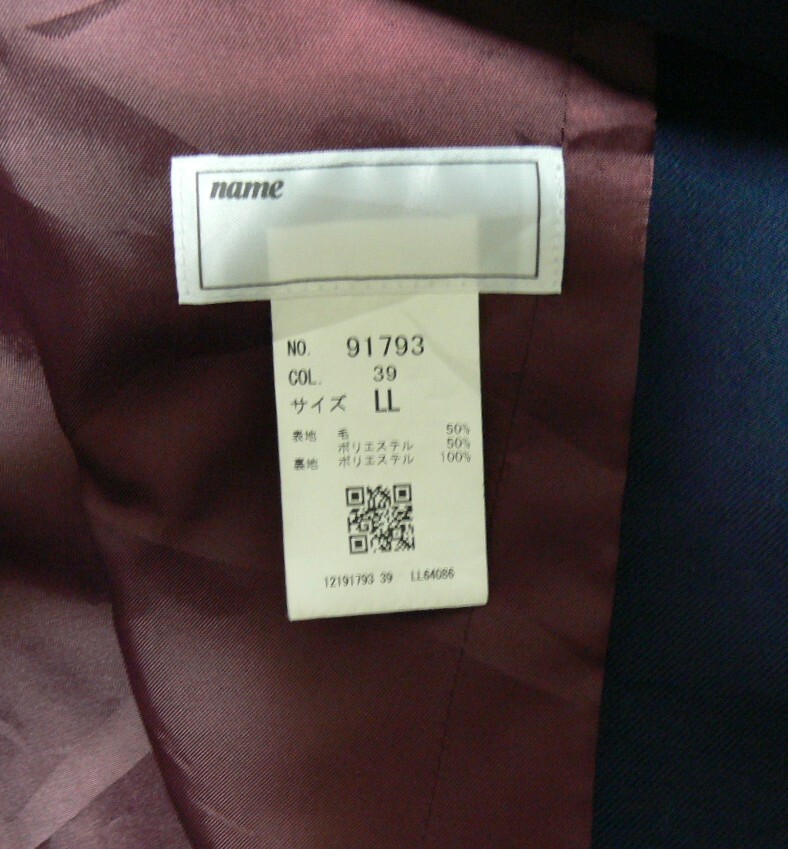 name
NO. 91793
COL. 39
サイズ LL
表地 毛 50%
ポリエステル 50%
裏地 ポリエステル 100%
12191793 39 LL64086